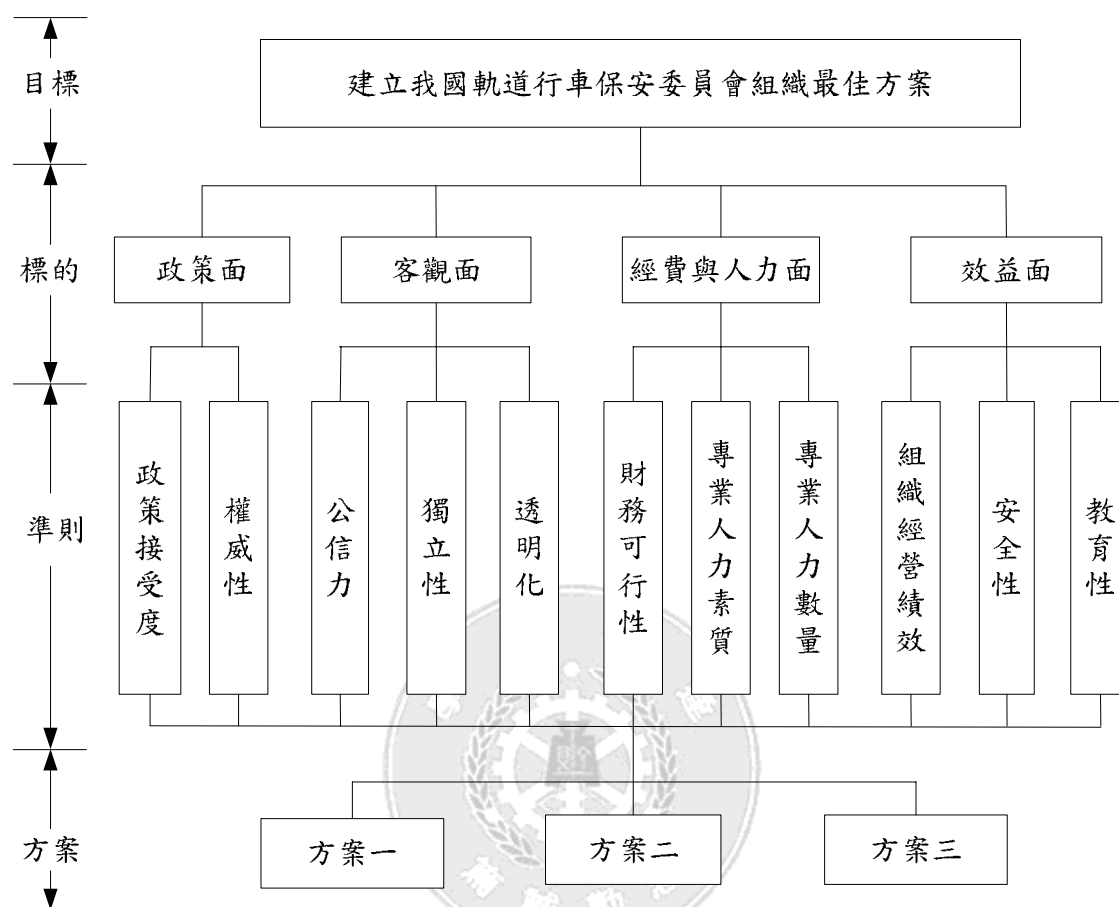 目標
建立我國軌道行車保安委員會組織最佳方案
標的
政策面
客觀面
經費與人力面
效益面
準則
政策接受度
權威性
公信力
獨立性
透明化
財務可行性
專業人力素質
專業人力數量
組織經營績效
安全性
教育性
方案
方案一
方案二
方案三